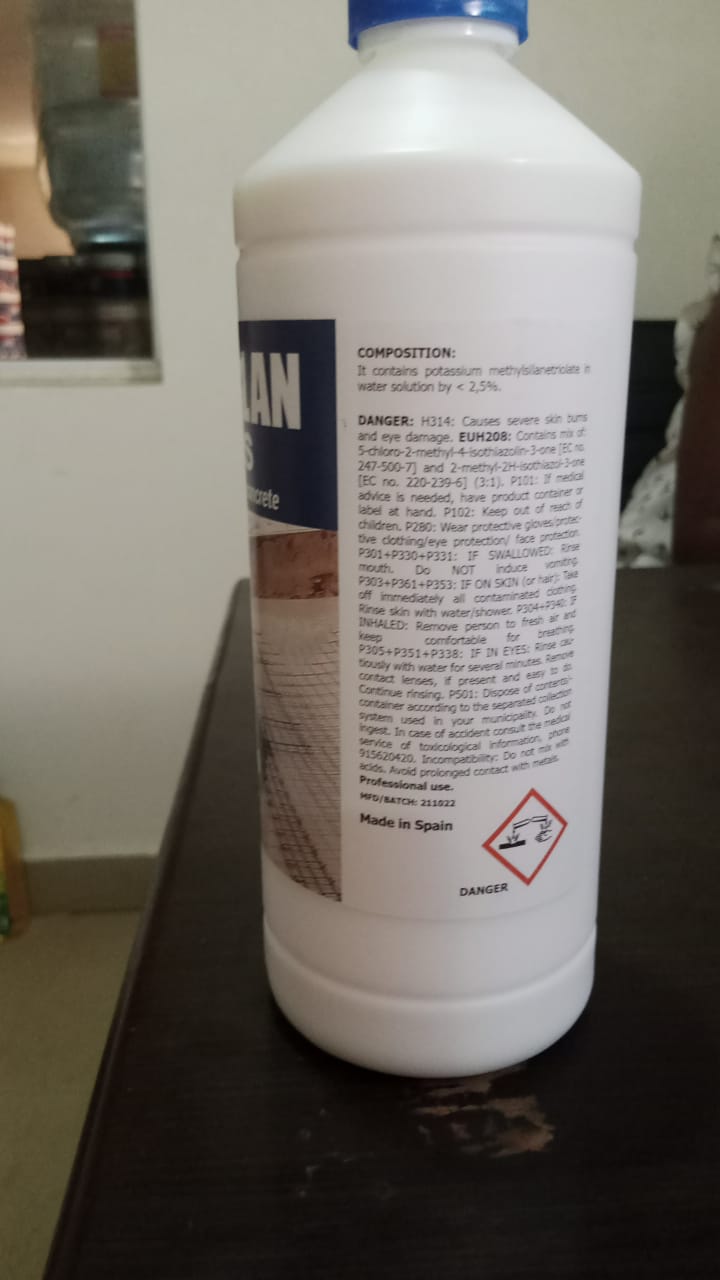 LAN
S
oncrete
COMPOSITION:
It contains potassium methylsilanetriolate in
water solution by < 2,5%.
DANGER: H314: Causes severe skin burns
and eye damage. EUH208: Contains mix of:
5-chloro-2-methyl-4-isothiazolin-3-one [EC no.
247-500-7] and 2-methyl-2H-isothiazol-3-one
[EC no. 220-239-6] (3:1). P101: If medical
advice is needed, have product container or
label at hand. P102: Keep out of reach of
children. P280: Wear protective gloves/protec-
tive clothing/eye protection/ face protection.
P301+P330+P331: IF SWALLOWED: Rinse
mouth. Do NOT induce vomiting.
P303+P361+P353: IF ON SKIN (or hair): Take
off immediately all contaminated clothing.
Rinse skin with water/shower. P304+P340: IF
INHALED: Remove person to fresh air and
keep comfortable for breathing.
P305+P351+P338: IF IN EYES: Rinse cau-
tiously with water for several minutes. Remove
contact lenses, if present and easy to do.
Continue rinsing. P501: Dispose of contents/-
container according to the separated collection
system used in your municipality. Do not
ingest. In case of accident consult the medical
service of toxicological information, phone
915620420. Incompatibility: Do not mix with
acids. Avoid prolonged contact with metals.
Professional use.
MFD/BATCH: 211022
Made in Spain
DANGER